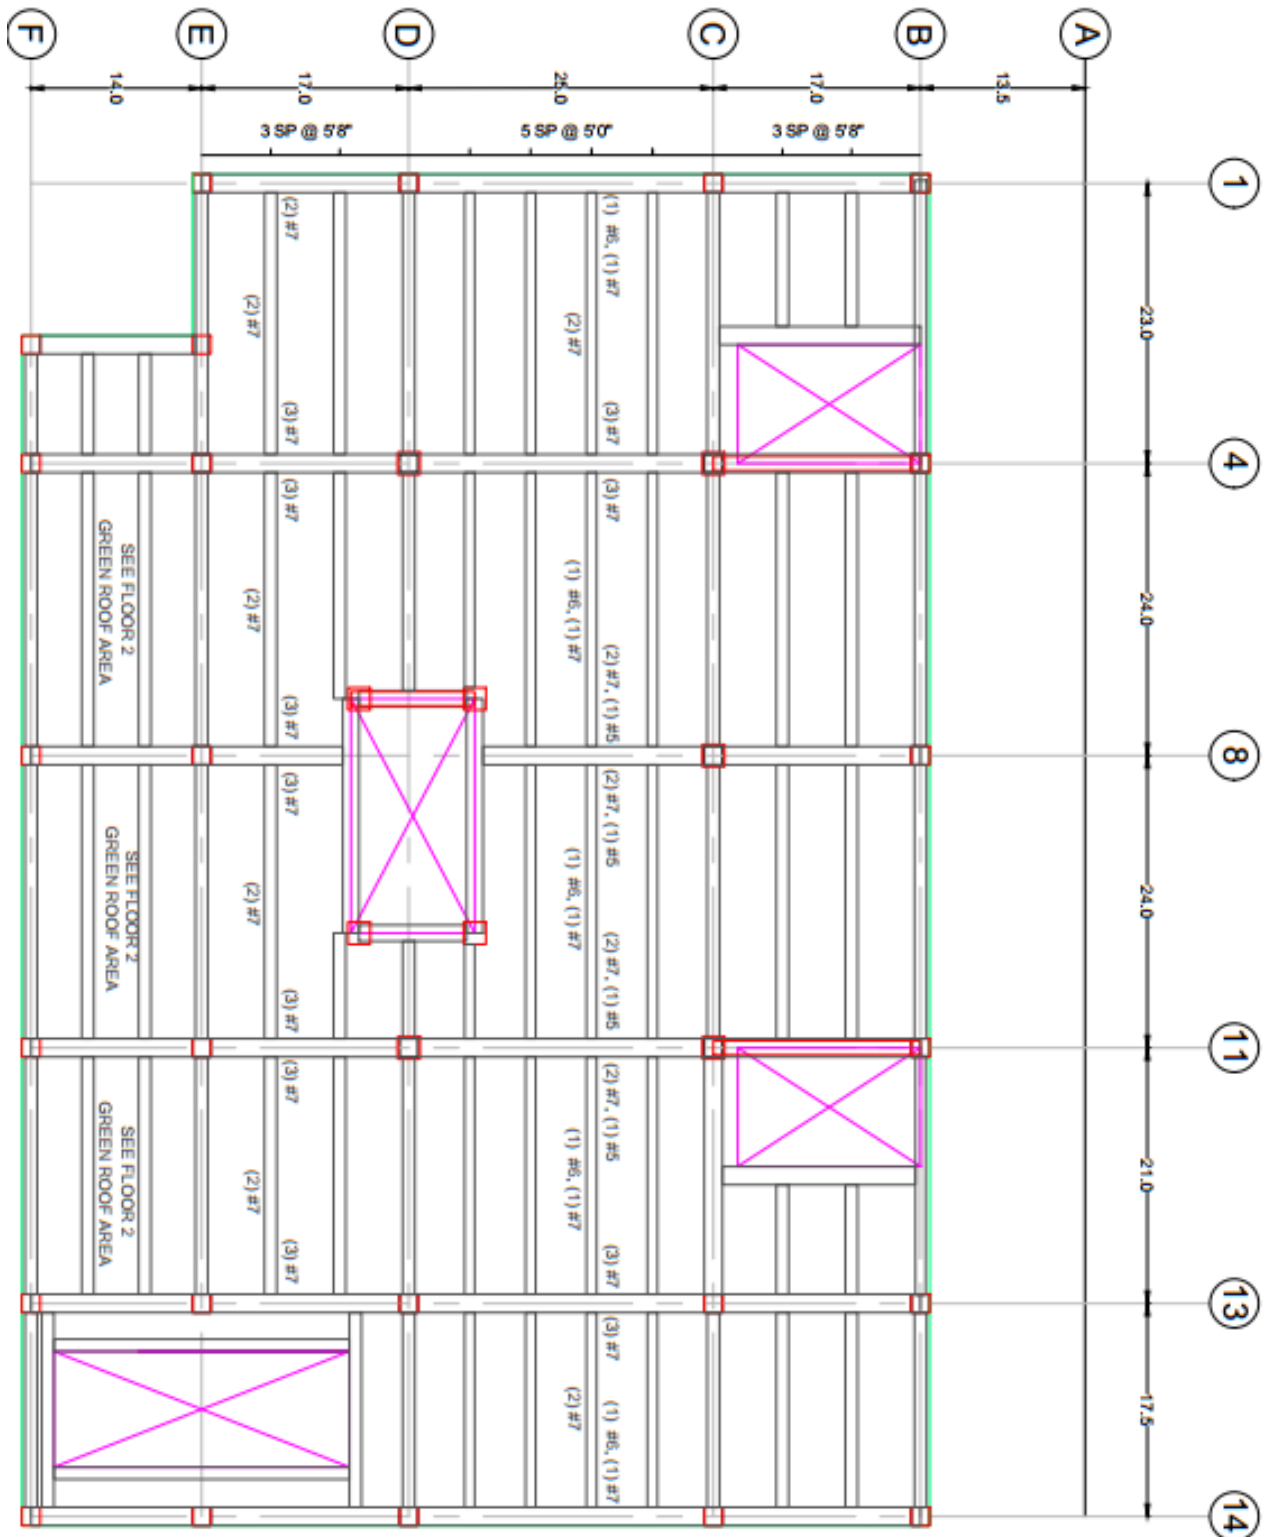 F
E
D
C
B
A
14.0
17.0
25.0
17.0
13.5
3 SP @ 5'8"
5 SP @ 5'0"
3 SP @ 5'8"
1
4
8
11
13
14
23.0
24.0
24.0
21.0
17.5
(2) #7
(2) #7
(3) #7
(1) #6, (1) #7
(2) #7
(3) #7
(3) #7
(2) #7
(3) #7
(3) #7
(1) #6, (1) #7
(2) #7, (1) #5
SEE FLOOR 2
GREEN ROOF AREA
(3) #7
(2) #7
(3) #7
(2) #7, (1) #5
(1) #6, (1) #7
(2) #7, (1) #5
SEE FLOOR 2
GREEN ROOF AREA
(3) #7
(2) #7
(3) #7
(2) #7, (1) #5
(1) #6, (1) #7
(3) #7
SEE FLOOR 2
GREEN ROOF AREA
(3) #7
(2) #7
(1) #6, (1) #7